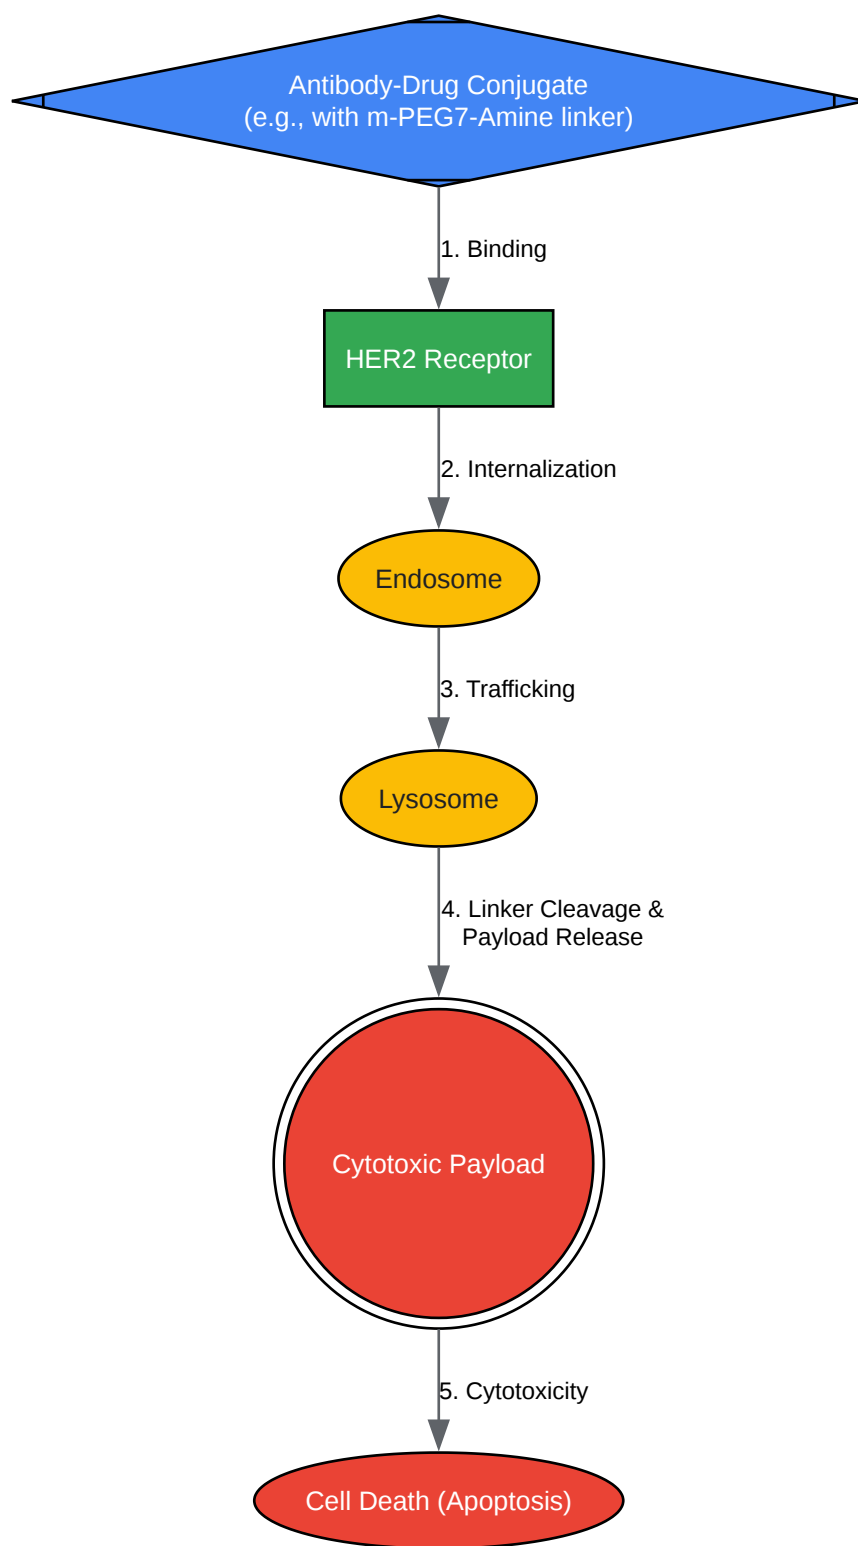 Antibody-Drug Conjugate
(e.g., with m-PEG7-Amine linker)
1. Binding
HER2 Receptor
2. Internalization
Endosome
3. Trafficking
Lysosome
4. Linker Cleavage &
Payload Release
Cytotoxic Payload
5. Cytotoxicity
Cell Death (Apoptosis)